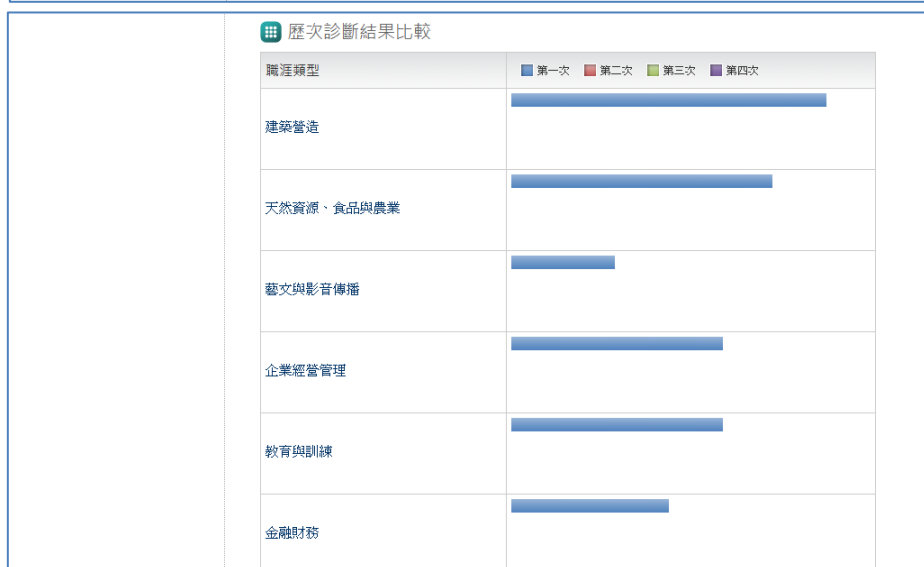 歷次診斷結果比較
職涯類型 第一次 第二次 第三次 第四次
建築營造
天然資源、食品與農業
藝文與影音傳播
企業經營管理
教育與訓練
金融財務